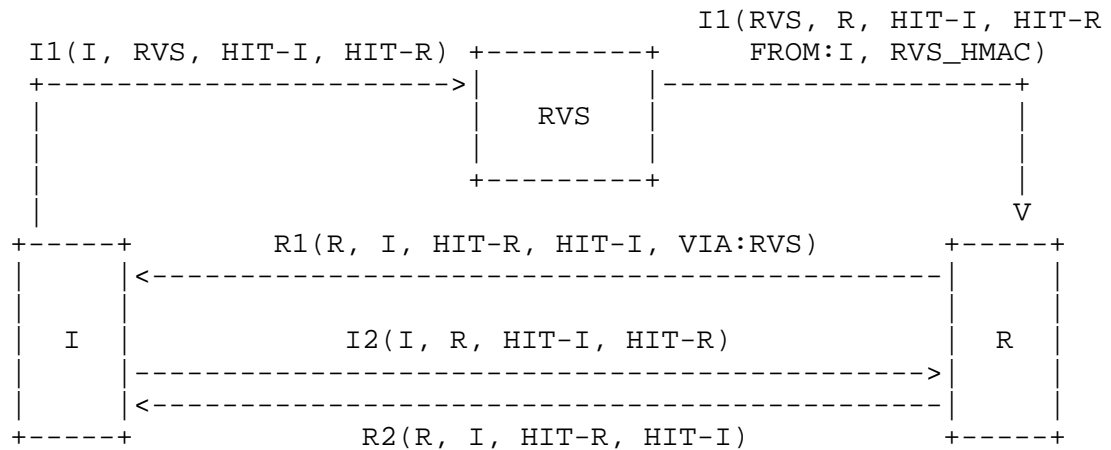 I1(RVS, R, HIT-I, HIT-R
I1(I, RVS, HIT-I, HIT-R) FROM:I, RVS_HMAC)
RVS
R1(R, I, HIT-R, HIT-I, VIA:RVS)
I I2(I, R, HIT-I, HIT-R) R
R2(R, I, HIT-R, HIT-I)